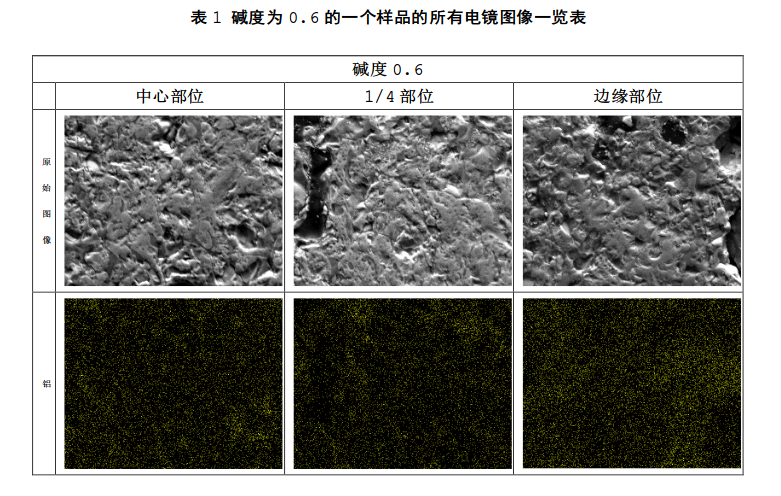 表 1 碱度为 0.6 的一个样品的所有电镜图像一览表
碱度 0.6
中心部位
1/4 部位
边缘部位
原
始
图
像
铝